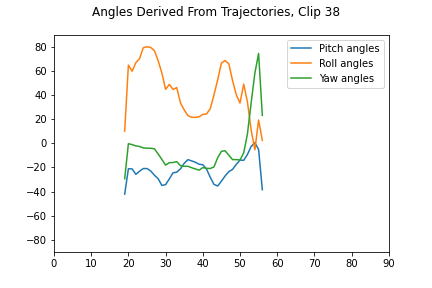 Angles Derived From Trajectories, Clip 38
80
60
40
20
0
−20
−40
−60
−80
0 10 20 30 40 50 60 70 80 90
Pitch angles
Roll angles
Yaw angles